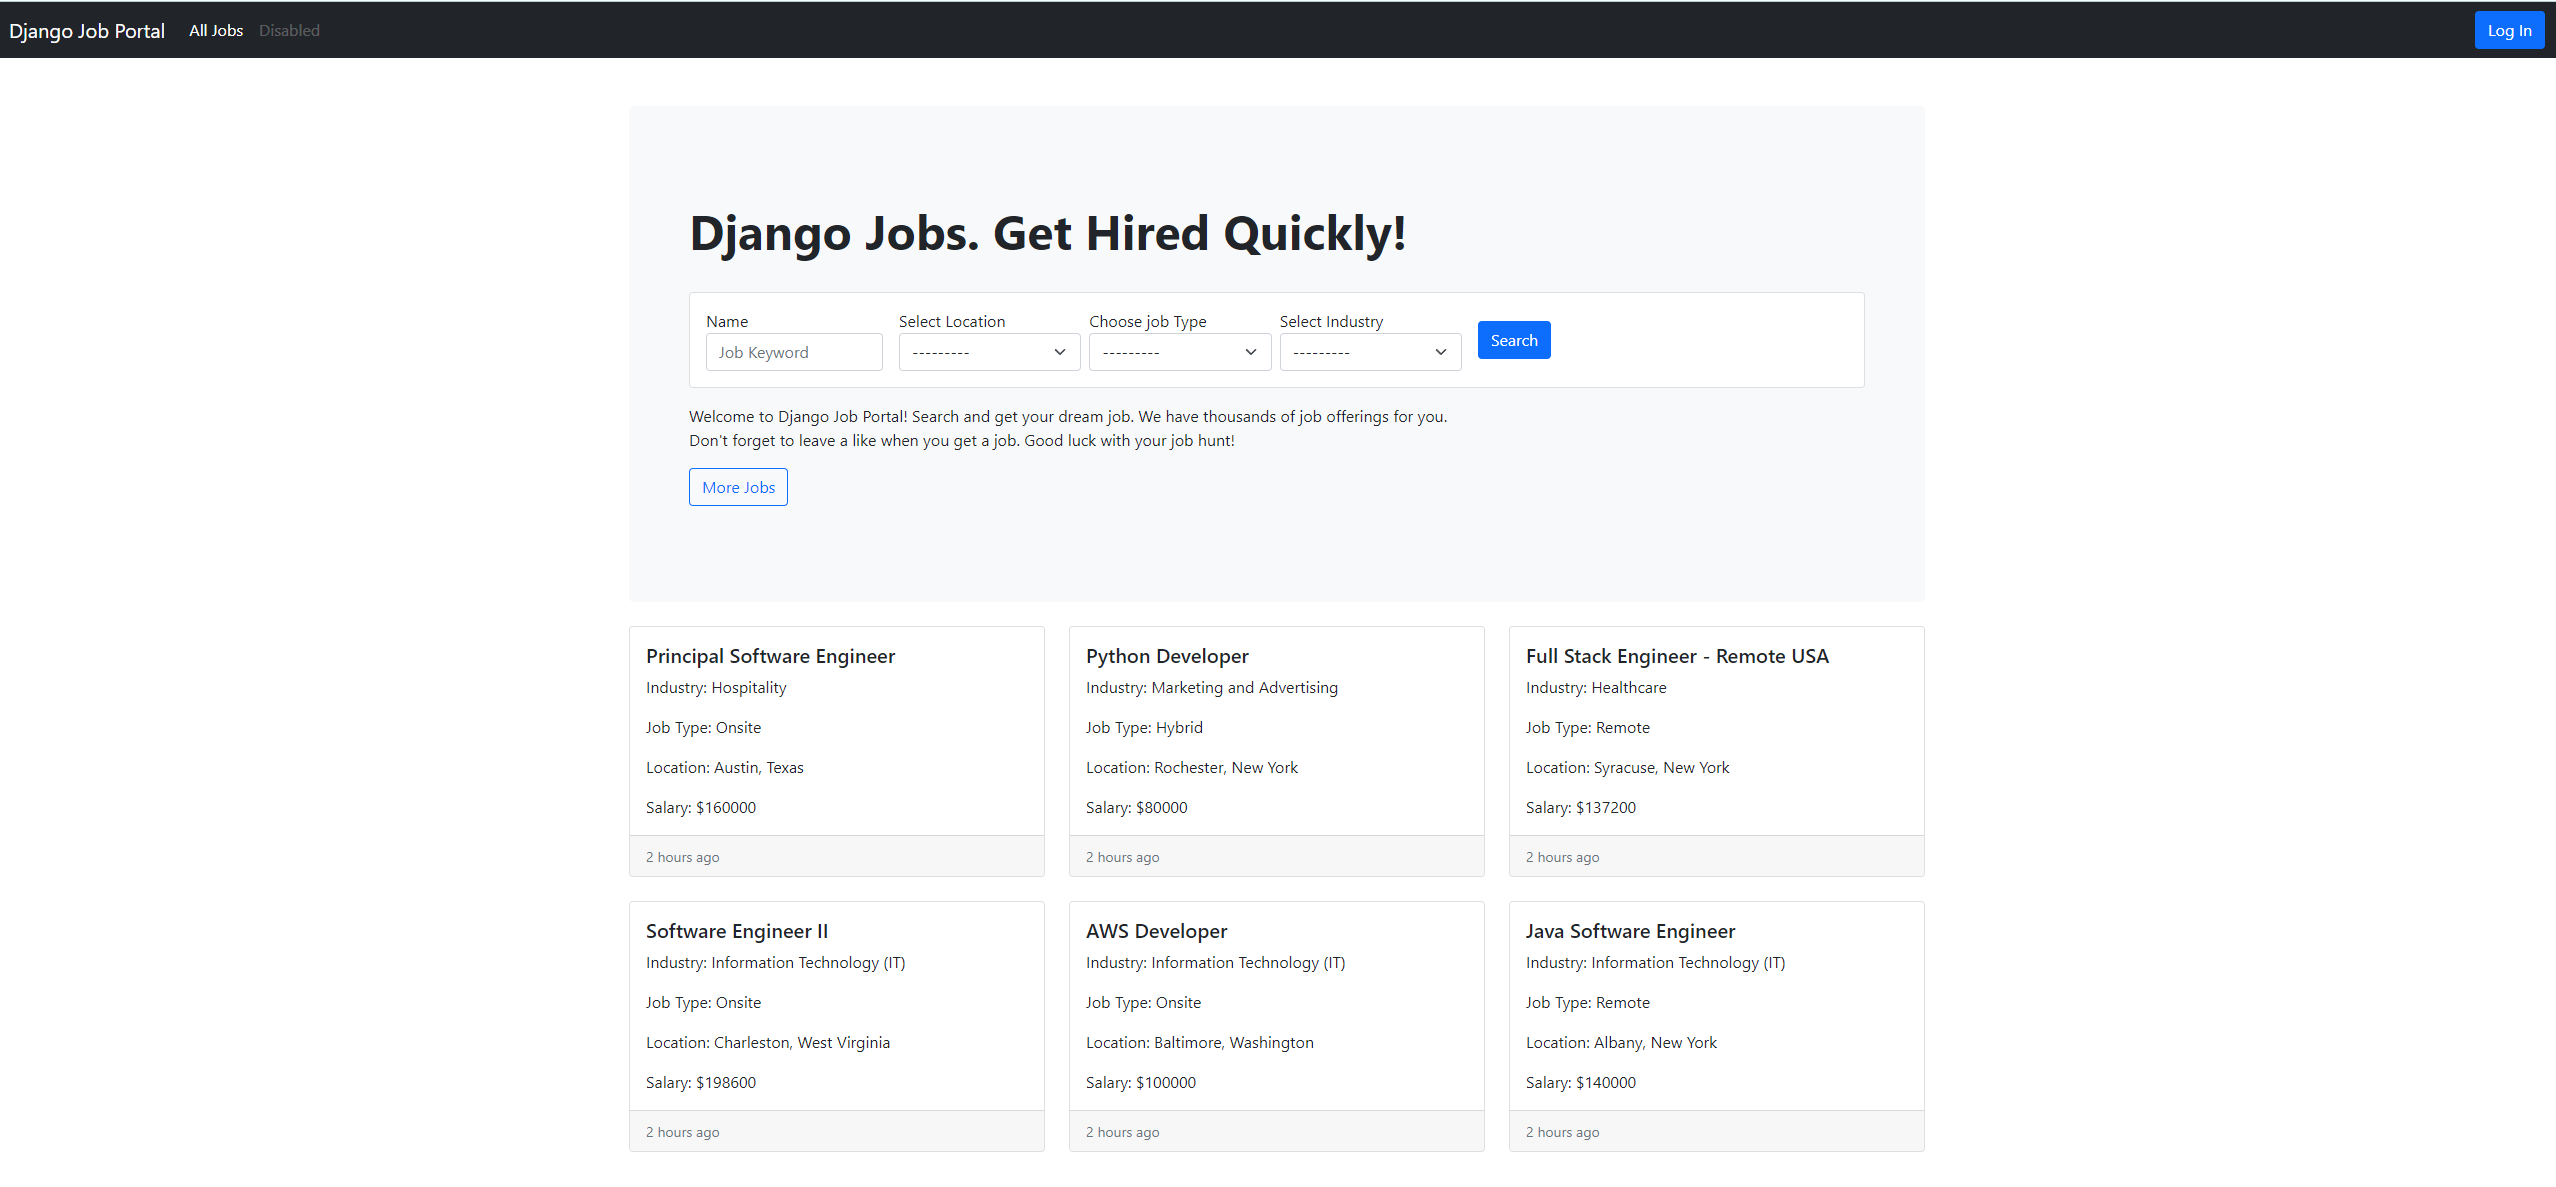 Django Job Portal All Jobs Disabled Log In
Django Jobs. Get Hired Quickly!
Name Select Location Choose job Type Select Industry
Job Keyword --------- --------- --------- Search
Welcome to Django Job Portal! Search and get your dream job. We have thousands of job offerings for you.
Don't forget to leave a like when you get a job. Good luck with your job hunt!
More Jobs
Principal Software Engineer
Industry: Hospitality
Job Type: Onsite
Location: Austin, Texas
Salary: $160000
2 hours ago
Python Developer
Industry: Marketing and Advertising
Job Type: Hybrid
Location: Rochester, New York
Salary: $80000
2 hours ago
Full Stack Engineer - Remote USA
Industry: Healthcare
Job Type: Remote
Location: Syracuse, New York
Salary: $137200
2 hours ago
Software Engineer II
Industry: Information Technology (IT)
Job Type: Onsite
Location: Charleston, West Virginia
Salary: $198600
2 hours ago
AWS Developer
Industry: Information Technology (IT)
Job Type: Onsite
Location: Baltimore, Washington
Salary: $100000
2 hours ago
Java Software Engineer
Industry: Information Technology (IT)
Job Type: Remote
Location: Albany, New York
Salary: $140000
2 hours ago